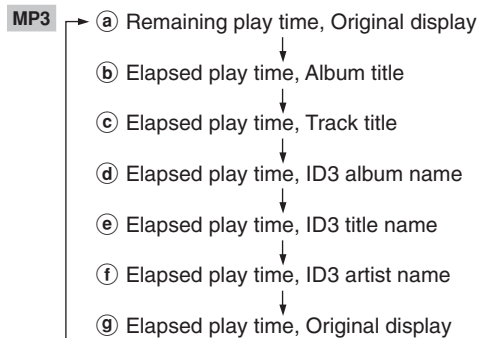 MP3 ⓐ Remaining play time, Original display
ⓑ Elapsed play time, Album title
ⓒ Elapsed play time, Track title
ⓓ Elapsed play time, ID3 album name
ⓔ Elapsed play time, ID3 title name
ⓕ Elapsed play time, ID3 artist name
ⓖ Elapsed play time, Original display